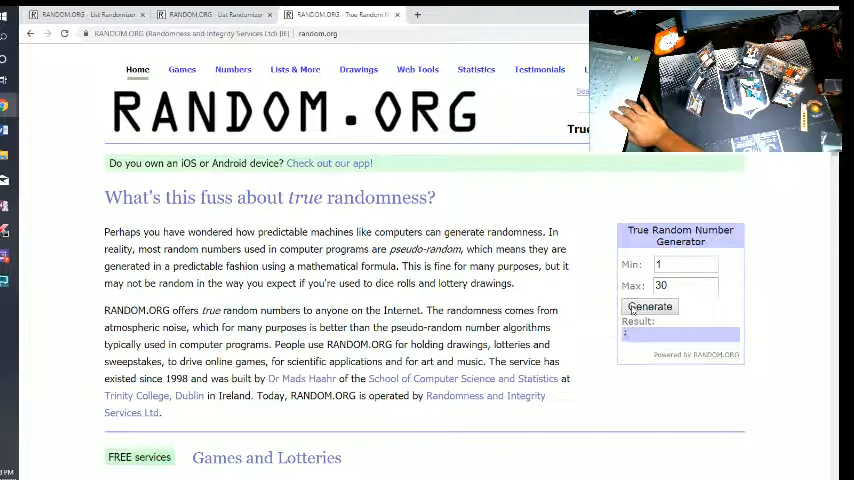 RANDOM.ORG - List Randomizer
RANDOM.ORG - List Randomizer
RANDOM.ORG - True Random N
RANDOM.ORG (Randomness and Integrity Services Ltd) [IE]
random.org
Home
Games
Numbers
Lists & More
Drawings
Web Tools
Statistics
Testimonials
RANDOM.ORG
True
Do you own an iOS or Android device? Check out our app!
What's this fuss about true randomness?
Perhaps you have wondered how predictable machines like computers can generate randomness. In
reality, most random numbers used in computer programs are pseudo-random, which means they are
generated in a predictable fashion using a mathematical formula. This is fine for many purposes, but it
may not be random in the way you expect if you're used to dice rolls and lottery drawings.
RANDOM.ORG offers true random numbers to anyone on the Internet. The randomness comes from
atmospheric noise, which for many purposes is better than the pseudo-random number algorithms
typically used in computer programs. People use RANDOM.ORG for holding drawings, lotteries and
sweepstakes, to drive online games, for scientific applications and for art and music. The service has
existed since 1998 and was built by Dr Mads Haahr of the School of Computer Science and Statistics at
Trinity College, Dublin in Ireland. Today, RANDOM.ORG is operated by Randomness and Integrity
Services Ltd.
True Random Number
Generator
Min: 1
Max: 30
Generate
Result:
Powered by RANDOM.ORG
FREE services
Games and Lotteries